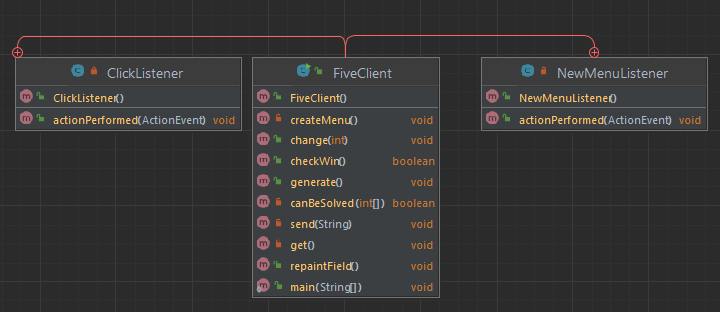 ClickListener
ClickListener()
actionPerformed(ActionEvent) void
FiveClient
FiveClient()
createMenu() void
change(int) void
checkWin() boolean
generate() void
canBeSolved(int[]) boolean
send(String) void
get() void
repaintField() void
main(String[]) void
NewMenuListener
NewMenuListener()
actionPerformed(ActionEvent) void